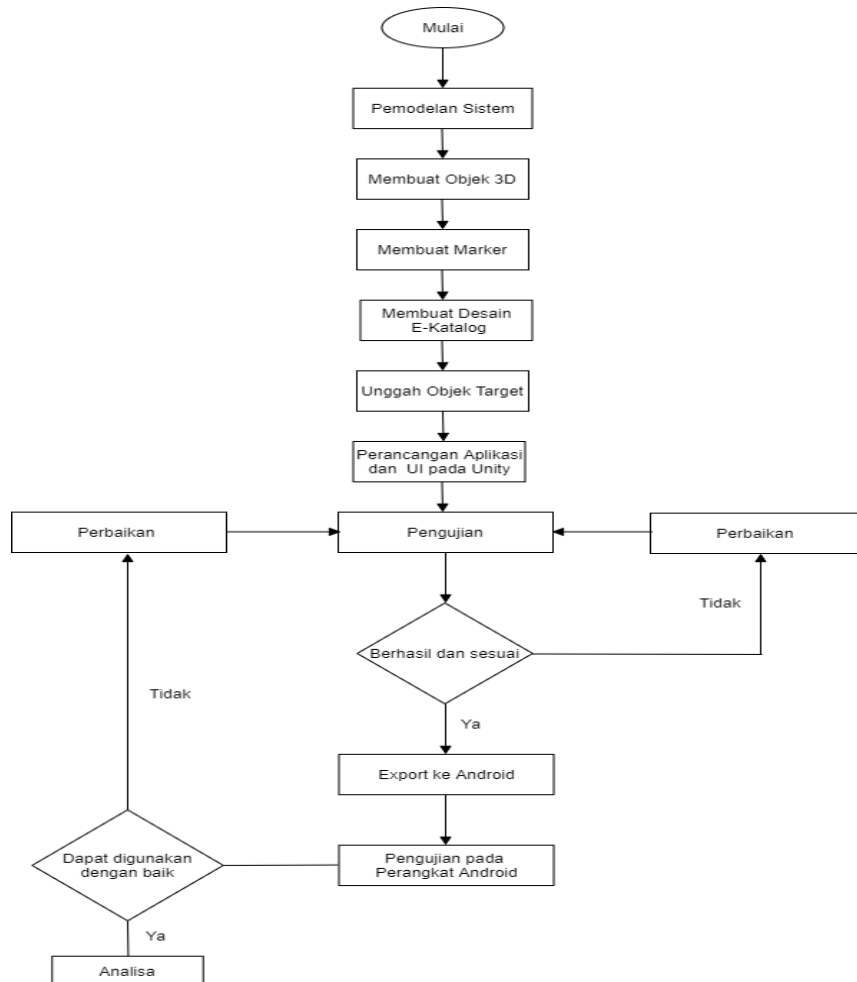 Mulai
Pemodelan Sistem
Membuat Objek 3D
Membuat Marker
Membuat Desain
E-Katalog
Unggah Objek Target
Perancangan Aplikasi
dan UI pada Unity
Perbaikan
Pengujian
Perbaikan
Tidak
Berhasil dan sesuai
Tidak
Ya
Export ke Android
Dapat digunakan
dengan baik
Pengujian pada
Perangkat Android
Ya
Analisa